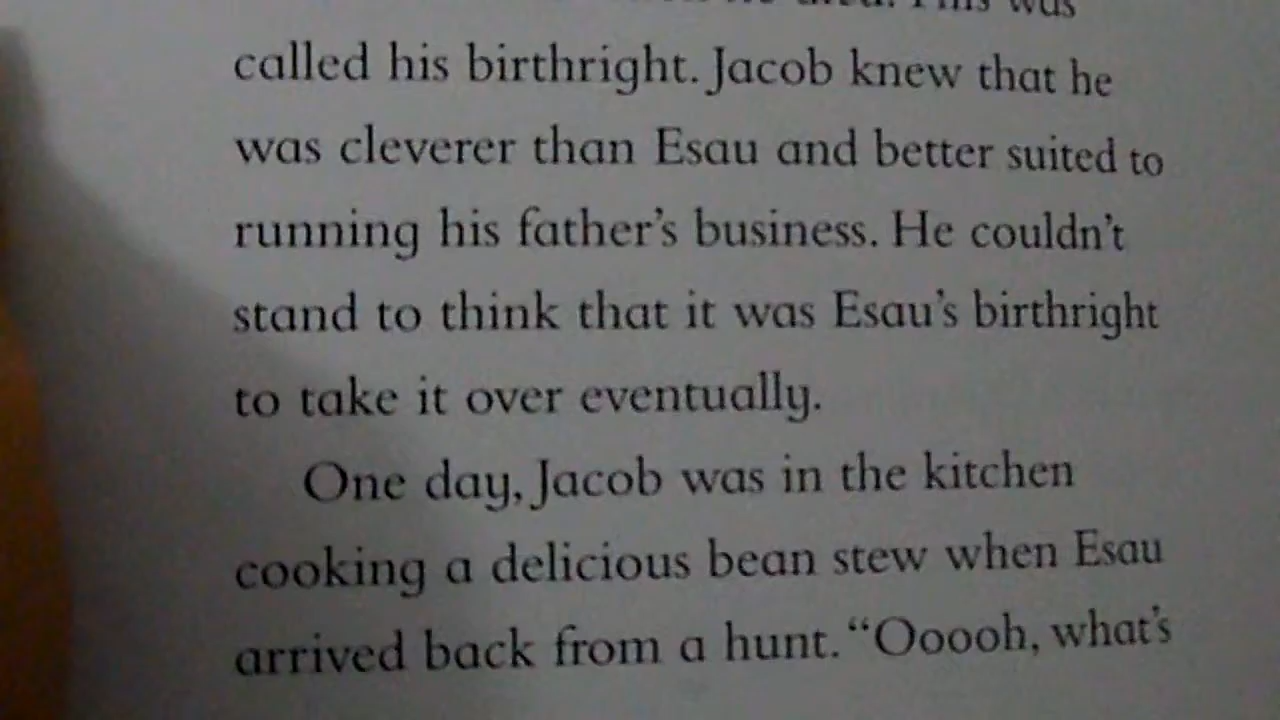 This was
called his birthright. Jacob knew that he
was cleverer than Esau and better suited to
running his father's business. He couldn't
stand to think that it was Esau's birthright
to take it over eventually.
One day, Jacob was in the kitchen
cooking a delicious bean stew when Esau
arrived back from a hunt. “Ooooh, what's